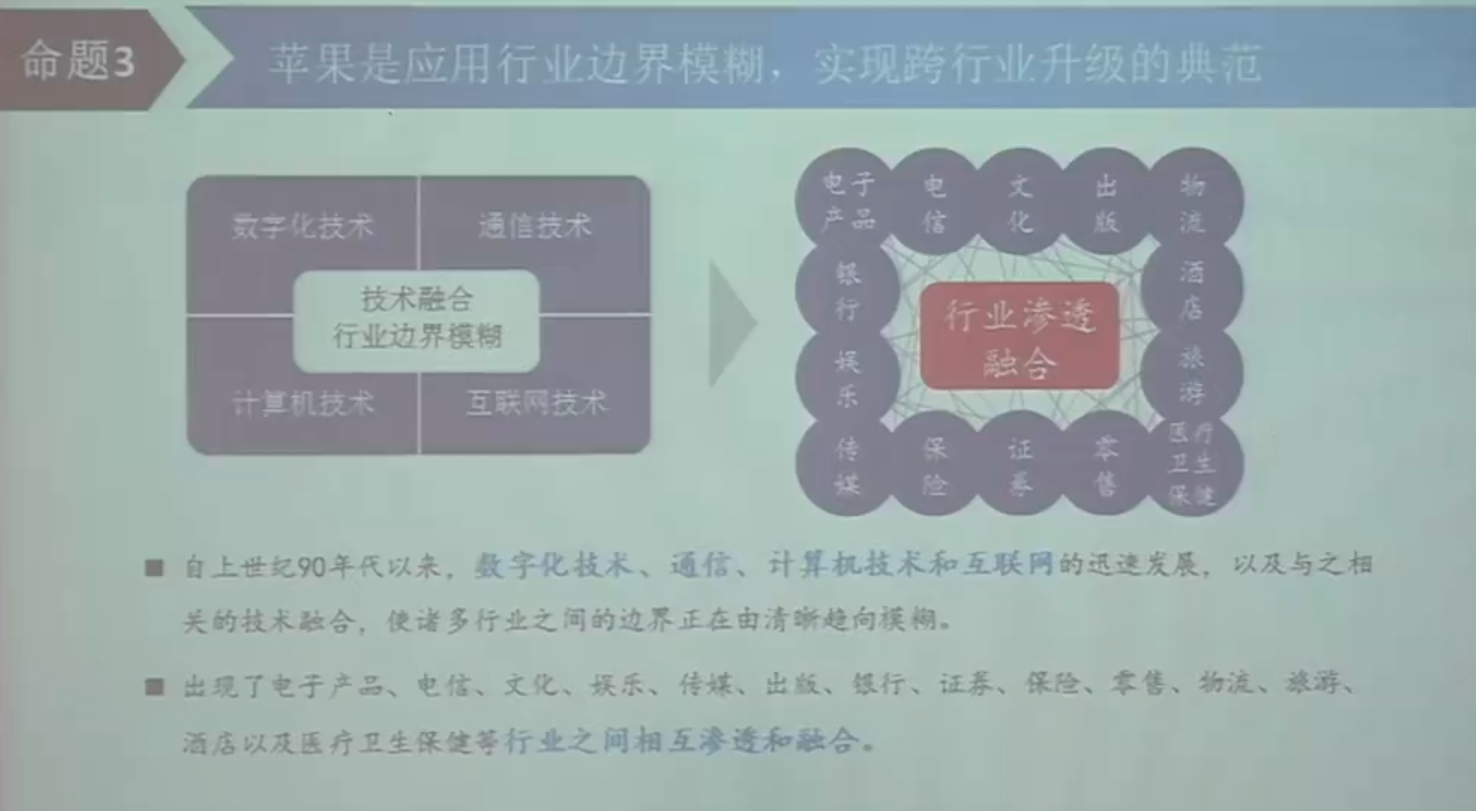 命题3
苹果是应用行业边界模糊，实现跨行业升级的典范
数字化技术
通信技术
技术融合
行业边界模糊
计算机技术
互联网技术
电子
产品
电
信
文
化
出
版
物
流
银
行
酒
店
行业渗透
融合
娱
乐
旅
游
传
媒
保
险
证
券
零
售
医疗
卫生
保健
■ 自上世纪90年代以来，数字化技术、通信、计算机技术和互联网的迅速发展，以及与之相
关的技术融合，使诸多行业之间的边界正在由清晰趋向模糊。
■ 出现了电子产品、电信、文化、娱乐、传媒、出版、银行、证券、保险、零售、物流、旅游、
酒店以及医疗卫生保健等行业之间相互渗透和融合。